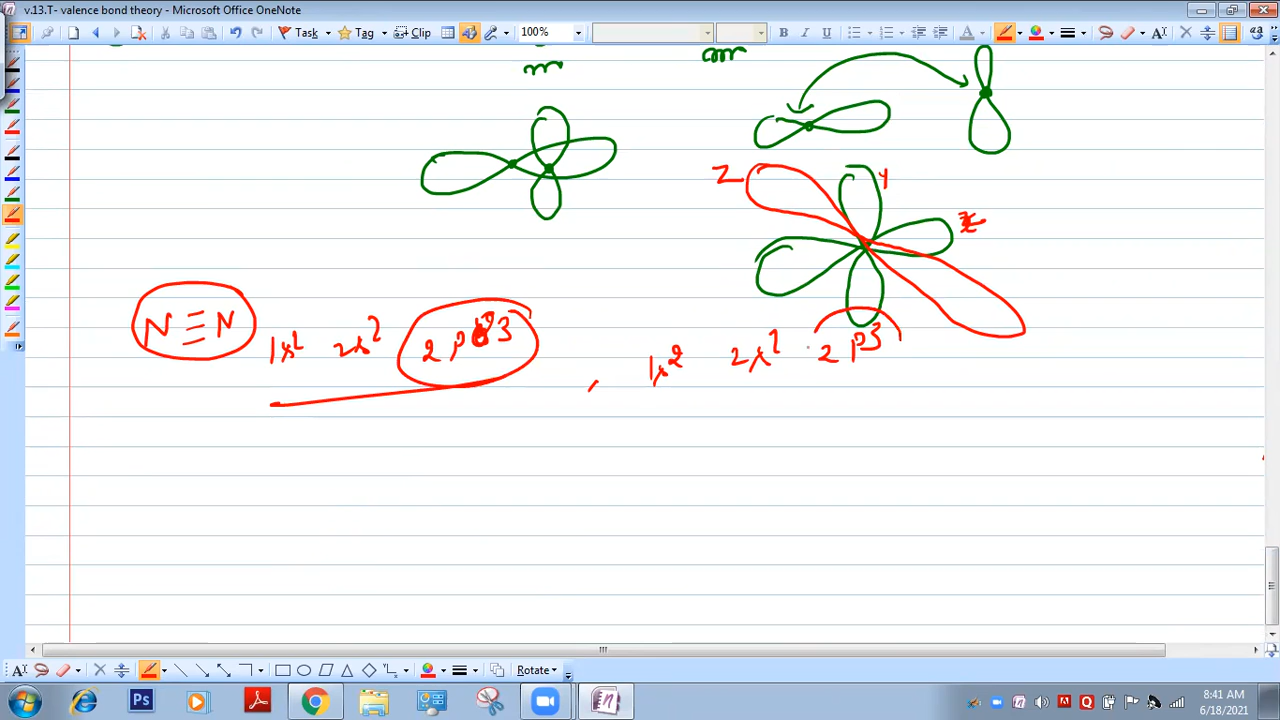 v.13.T- valence bond theory - Microsoft Office OneNote
Task Tag Clip 100% B I U A
Z Y
N≡N 1s² 2s² 2p3 , 1s² 2s² 2p3
Rotate
Ps
8:41 AM
6/18/2021